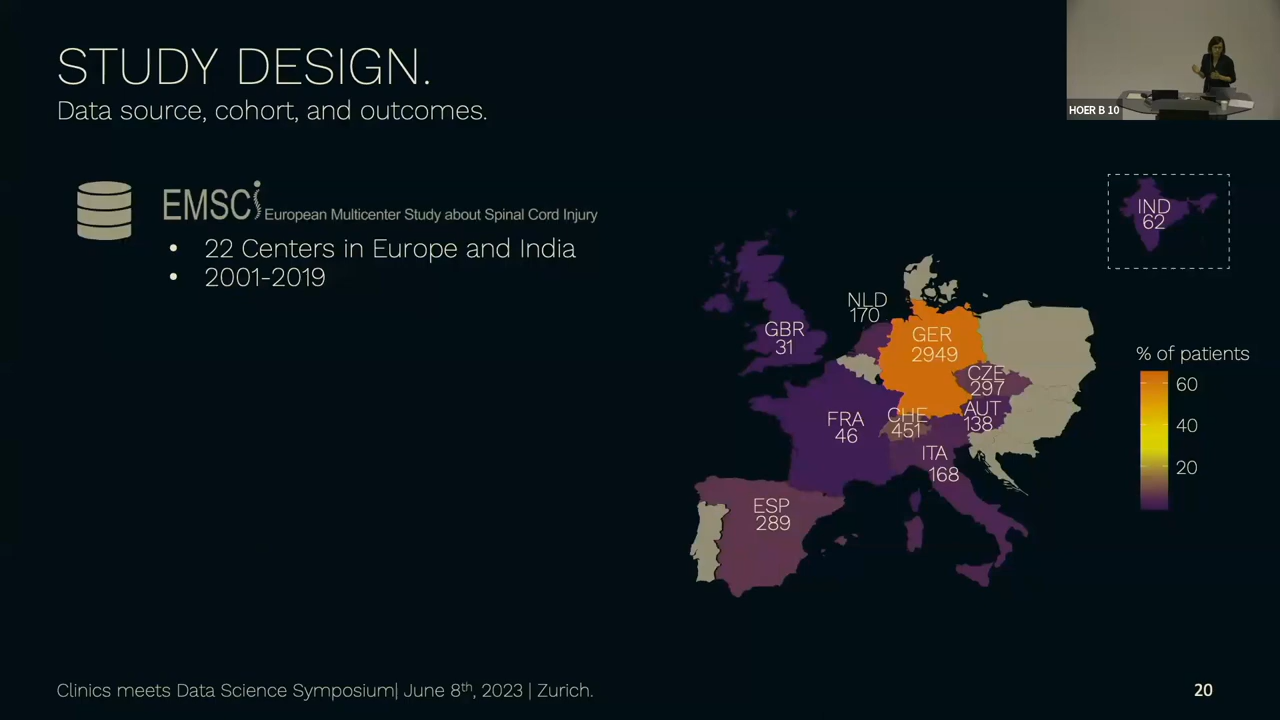 STUDY DESIGN.
Data source, cohort, and outcomes.
HOER B 10
EMSCi European Multicenter Study about Spinal Cord Injury
• 22 Centers in Europe and India
• 2001-2019
IND
62
NLD
170
GBR
31
GER
2949
CZE
297
FRA
46
CHE
451
AUT
138
ITA
168
ESP
289
% of patients
60
40
20
Clinics meets Data Science Symposium| June 8th, 2023 | Zurich.
20